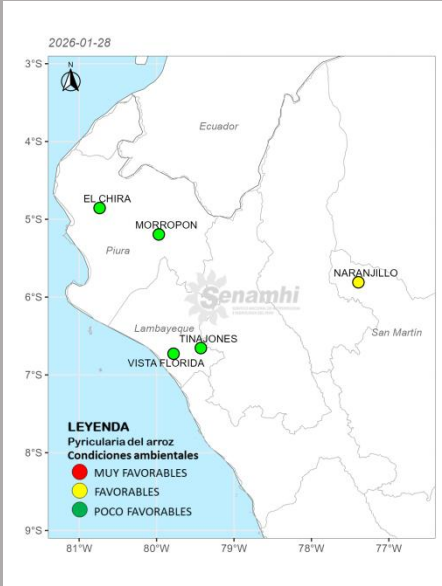 2026-01-28
3°S
N
Ecuador
4°S
EL CHIRA
5°S
MORROPON
Piura
NARANJILLO
6°S
Senamhi
Lambayeque
San Martín
TINAJONES
VISTA FLORIDA
7°S
LEYENDA
Pyricularia del arroz
Condiciones ambientales
8°S
MUY FAVORABLES
FAVORABLES
POCO FAVORABLES
9°S
81°W 80°W 79°W 78°W 77°W